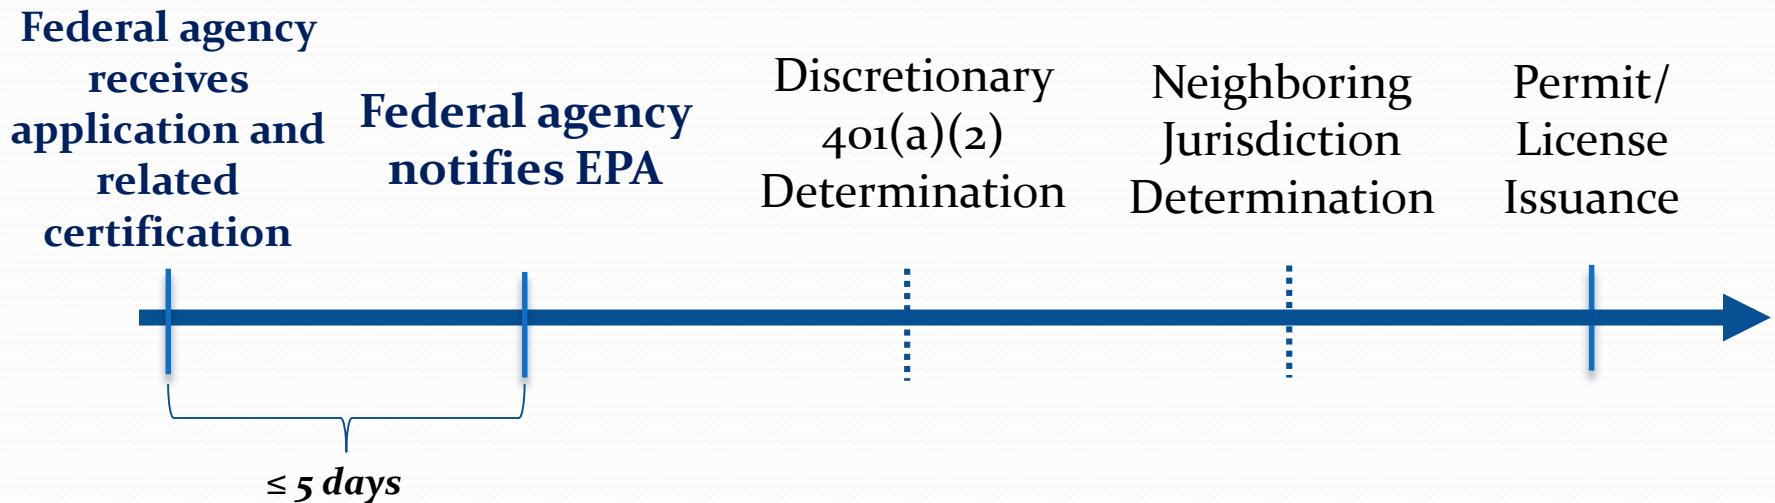 Federal agency
receives
application and
related
certification
Federal agency
notifies EPA
Discretionary
401(a)(2)
Determination
Neighboring
Jurisdiction
Determination
Permit/
License
Issuance
≤ 5 days